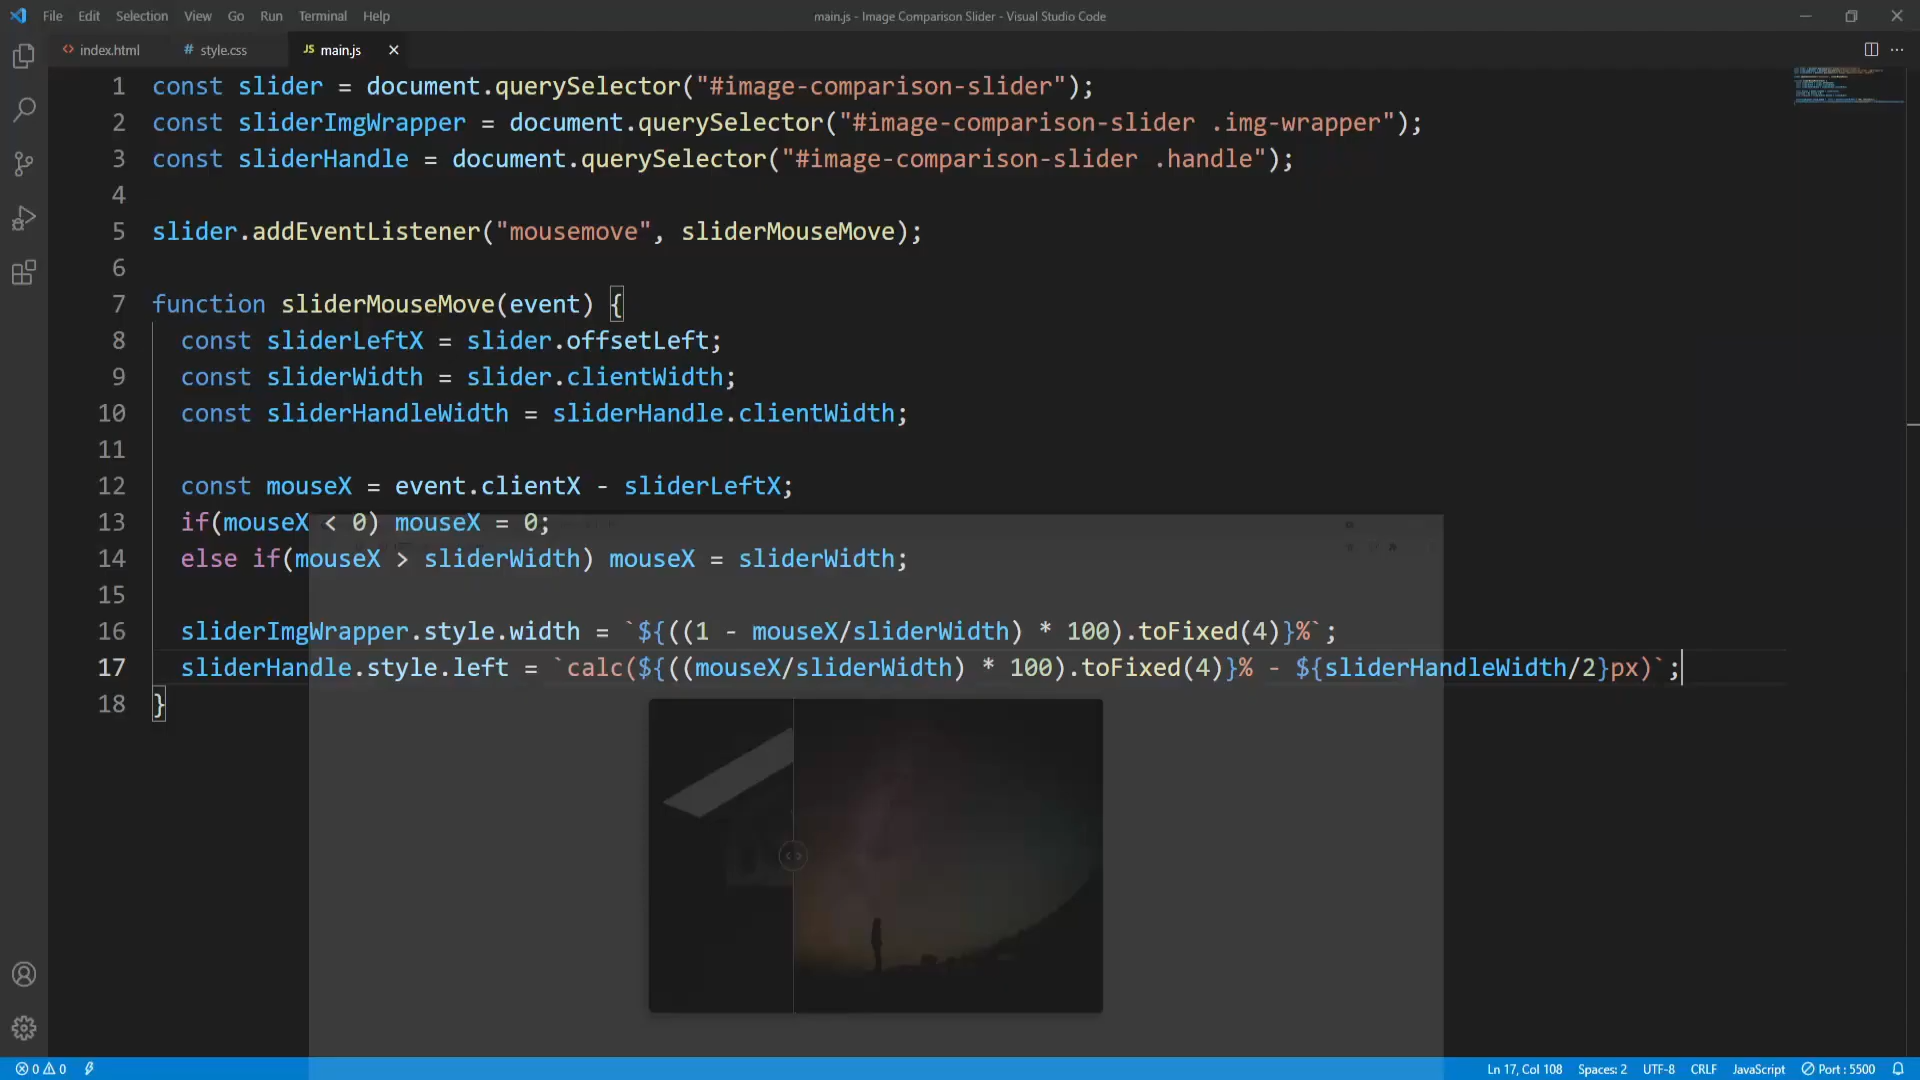 File Edit Selection View Go Run Terminal Help
main.js - Image Comparison Slider - Visual Studio Code
index.html
style.css
JS main.js
1 const slider = document.querySelector("#image-comparison-slider");
2 const sliderImgWrapper = document.querySelector("#image-comparison-slider .img-wrapper");
3 const sliderHandle = document.querySelector("#image-comparison-slider .handle");
4
5 slider.addEventListener("mousemove", sliderMouseMove);
6
7 function sliderMouseMove(event) {
8 const sliderLeftX = slider.offsetLeft;
9 const sliderWidth = slider.clientWidth;
10 const sliderHandleWidth = sliderHandle.clientWidth;
11
12 const mouseX = event.clientX - sliderLeftX;
13 if(mouseX < 0) mouseX = 0;
14 else if(mouseX > sliderWidth) mouseX = sliderWidth;
15
16 sliderImgWrapper.style.width = `${((1 - mouseX/sliderWidth) * 100).toFixed(4)}%`;
17 sliderHandle.style.left = `calc(${((mouseX/sliderWidth) * 100).toFixed(4)}% - ${sliderHandleWidth/2}px)`;
18 }
0 0 Ln 17, Col 108 Spaces: 2 UTF-8 CRLF JavaScript Port : 5500